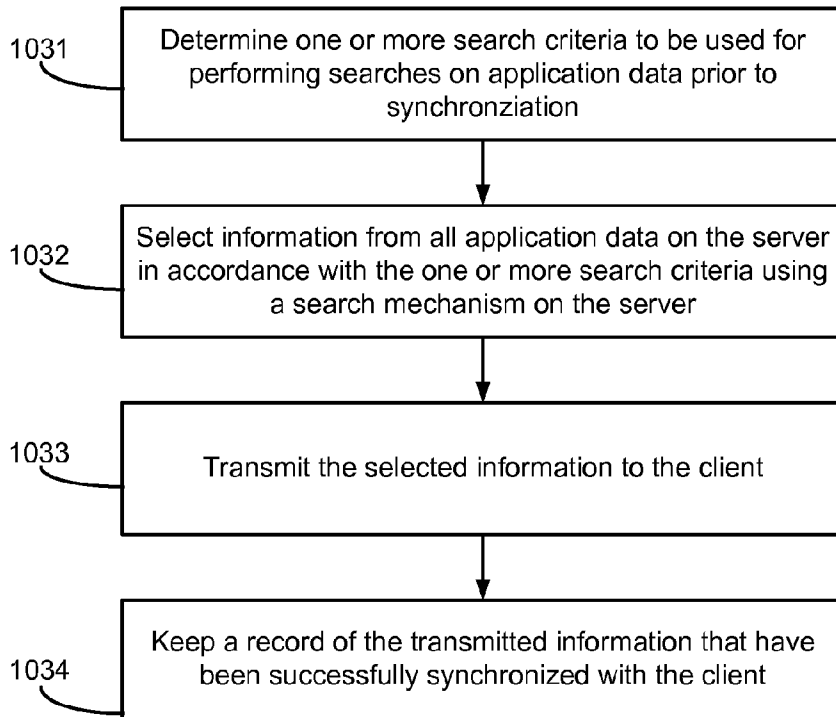 1031
Determine one or more search criteria to be used for
performing searches on application data prior to
synchronziation
1032
Select information from all application data on the server
in accordance with the one or more search criteria using
a search mechanism on the server
1033
Transmit the selected information to the client
1034
Keep a record of the transmitted information that have
been successfully synchronized with the client